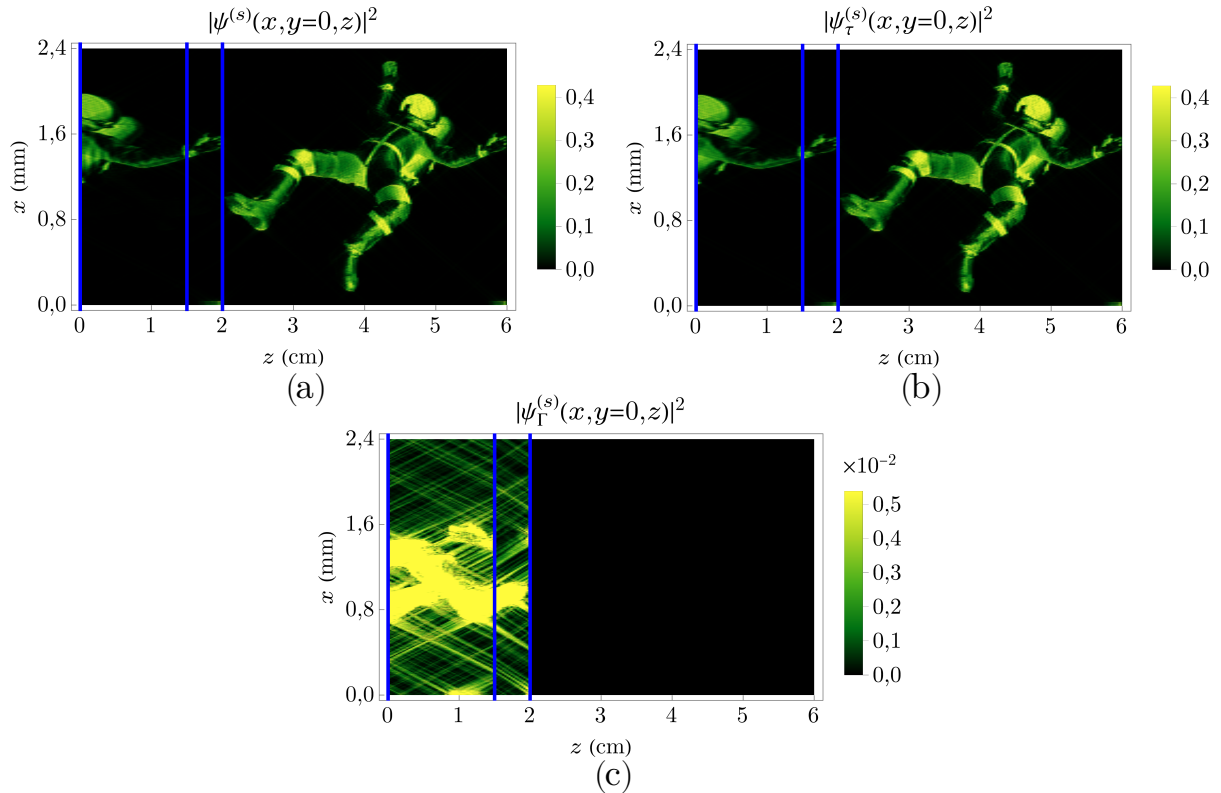 |ψ^(s)(x,y=0,z)|²
2,4
1,6
0,8
0,0
x (mm)
0 1 2 3 4 5 6
z (cm)
0,4
0,3
0,2
0,1
0,0
(a)
|ψ_τ^(s)(x,y=0,z)|²
2,4
1,6
0,8
0,0
x (mm)
0 1 2 3 4 5 6
z (cm)
0,4
0,3
0,2
0,1
0,0
(b)
|ψ_Γ^(s)(x,y=0,z)|²
2,4
1,6
0,8
0,0
x (mm)
0 1 2 3 4 5 6
z (cm)
×10⁻²
0,5
0,4
0,3
0,2
0,1
0,0
(c)